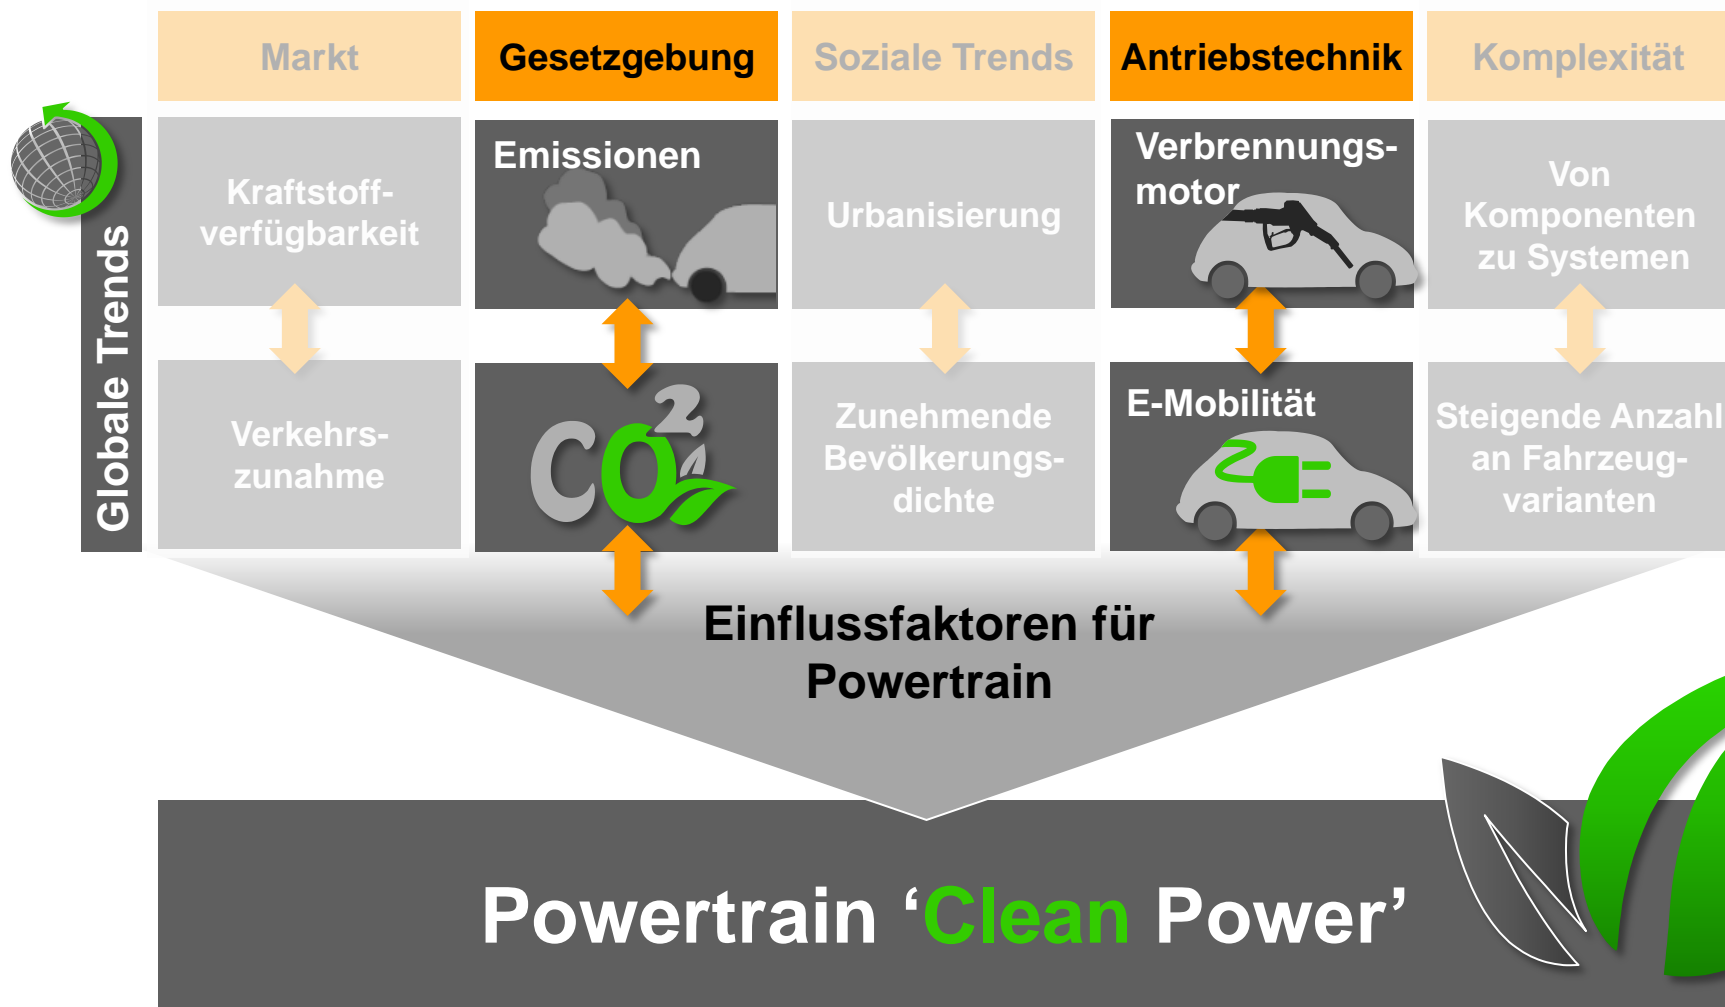 Markt
Gesetzgebung
Soziale Trends
Antriebstechnik
Komplexität
Globale Trends
Kraftstoff-
verfügbarkeit
Emissionen
Urbanisierung
Verbrennungs-
motor
Von
Komponenten
zu Systemen
Verkehrs-
zunahme
CO2
Zunehmende
Bevölkerungs-
dichte
E-Mobilität
Steigende Anzahl
an Fahrzeug-
varianten
Einflussfaktoren für
Powertrain
Powertrain ‘Clean Power’